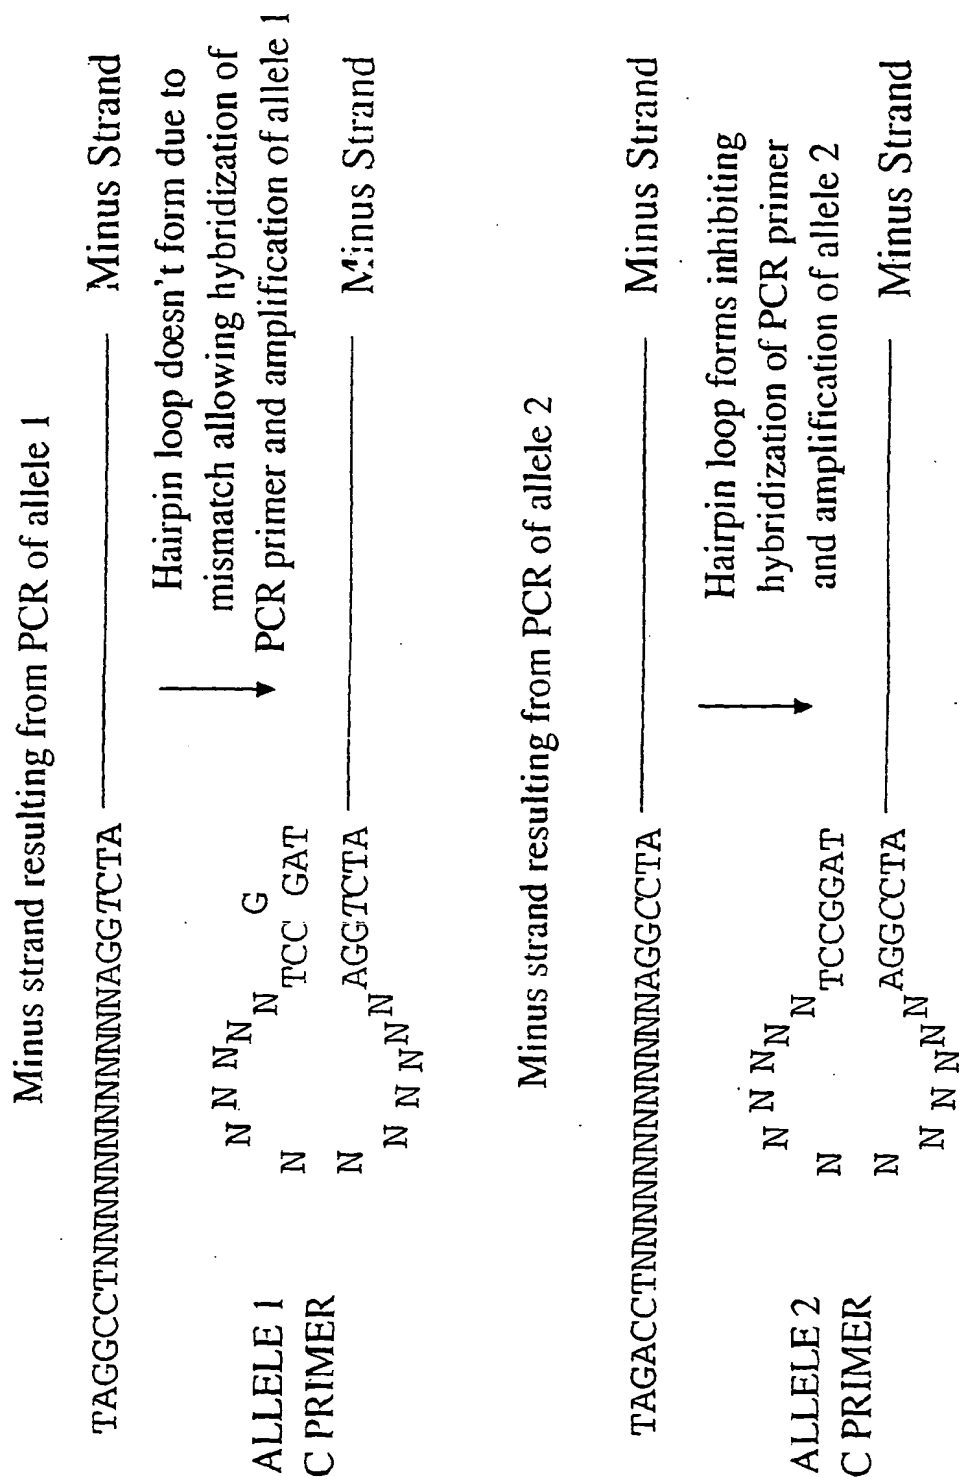 Minus strand resulting from PCR of allele 1
TAGGCCTNNNNNNNNNNNNAGGTCTA Minus Strand
Hairpin loop doesn't form due to
mismatch allowing hybridization of
PCR primer and amplification of allele 1
ALLELE 1
C PRIMER
N N N N N TCC G GAT
N
N
N N N N N AGGTCTA Minus Strand
Minus strand resulting from PCR of allele 2
TAGACCTNNNNNNNNNNNNAGGCCTA Minus Strand
Hairpin loop forms inhibiting
hybridization of PCR primer
and amplification of allele 2
ALLELE 2
C PRIMER
N N N N N TCCGGAT
N
N
N N N N N AGGCCTA Minus Strand